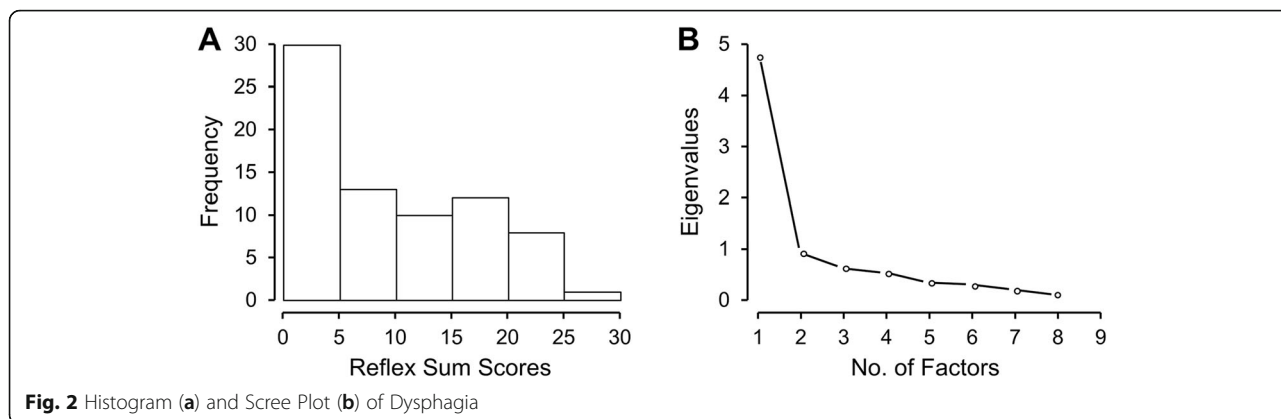 A
30
25
20
15
10
5
0
Frequency
0 5 10 15 20 25 30
Reflex Sum Scores
B
5
4
3
2
1
0
Eigenvalues
1 2 3 4 5 6 7 8 9
No. of Factors
Fig. 2 Histogram (a) and Scree Plot (b) of Dysphagia